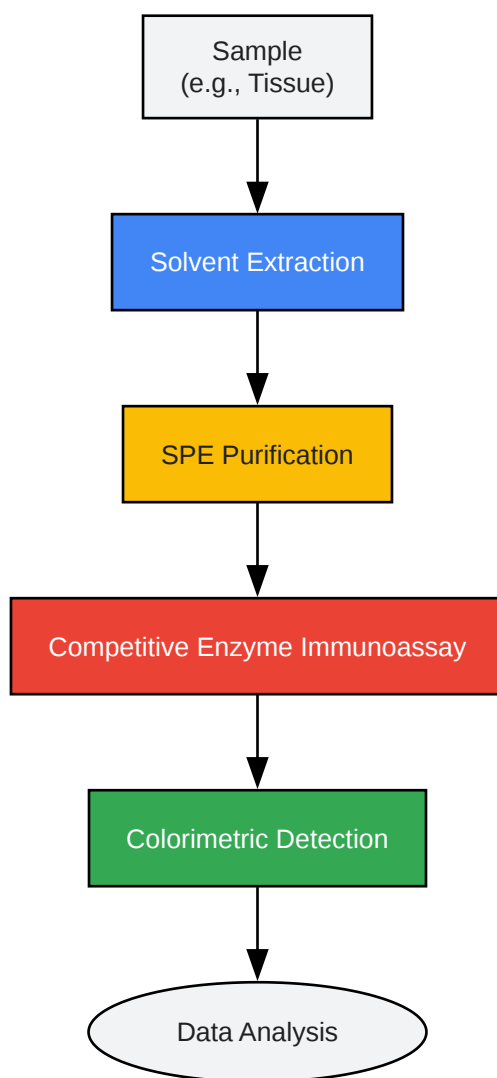 Sample
(e.g., Tissue)
Solvent Extraction
SPE Purification
Competitive Enzyme Immunoassay
Colorimetric Detection
Data Analysis